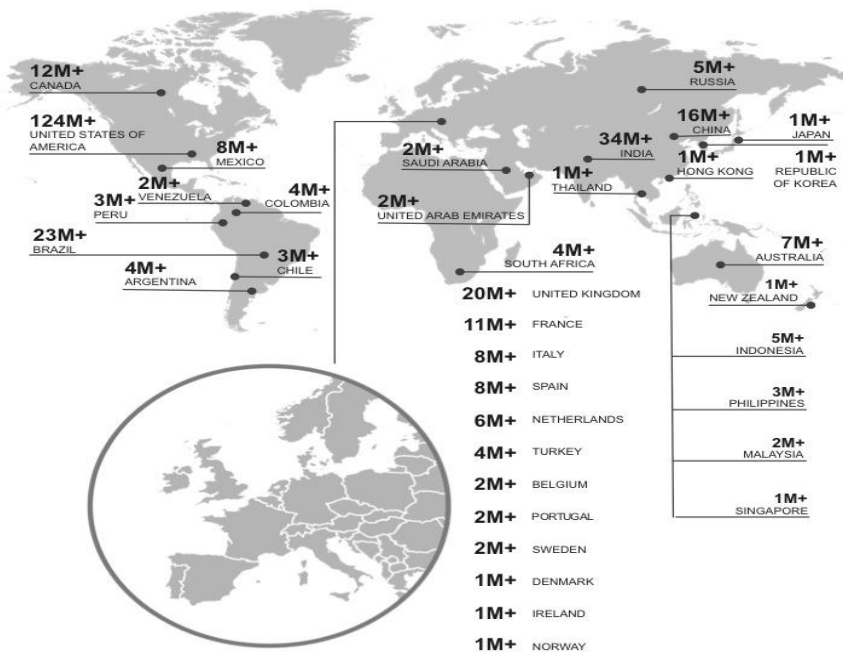 12M+
CANADA
124M+
UNITED STATES OF
AMERICA
8M+
MEXICO
2M+
VENEZUELA
3M+
PERU
4M+
COLOMBIA
23M+
BRAZIL
3M+
CHILE
4M+
ARGENTINA
5M+
RUSSIA
16M+
CHINA
1M+
JAPAN
34M+
INDIA
2M+
SAUDI ARABIA
1M+
HONG KONG
1M+
REPUBLIC
OF KOREA
1M+
THAILAND
2M+
UNITED ARAB EMIRATES
4M+
SOUTH AFRICA
7M+
AUSTRALIA
1M+
NEW ZEALAND
20M+ UNITED KINGDOM
11M+ FRANCE
8M+ ITALY
8M+ SPAIN
6M+ NETHERLANDS
4M+ TURKEY
2M+ BELGIUM
2M+ PORTUGAL
2M+ SWEDEN
1M+ DENMARK
1M+ IRELAND
1M+ NORWAY
5M+
INDONESIA
3M+
PHILIPPINES
2M+
MALAYSIA
1M+
SINGAPORE